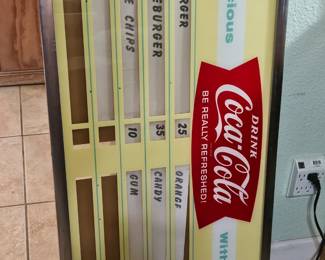 icious
DRINK
Coca-Cola
BE REALLY REFRESHED!
With
RGER
25
ORANGE
EBURGER
35
CANDY
E CHIPS
10
GUM